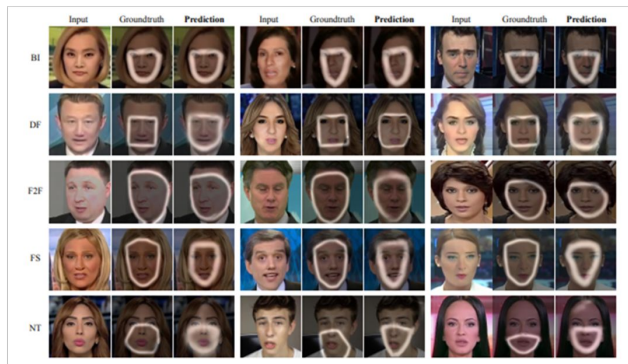 Input Groundtruth Prediction Input Groundtruth Prediction Input Groundtruth Prediction
BI
DF
F2F
FS
NT